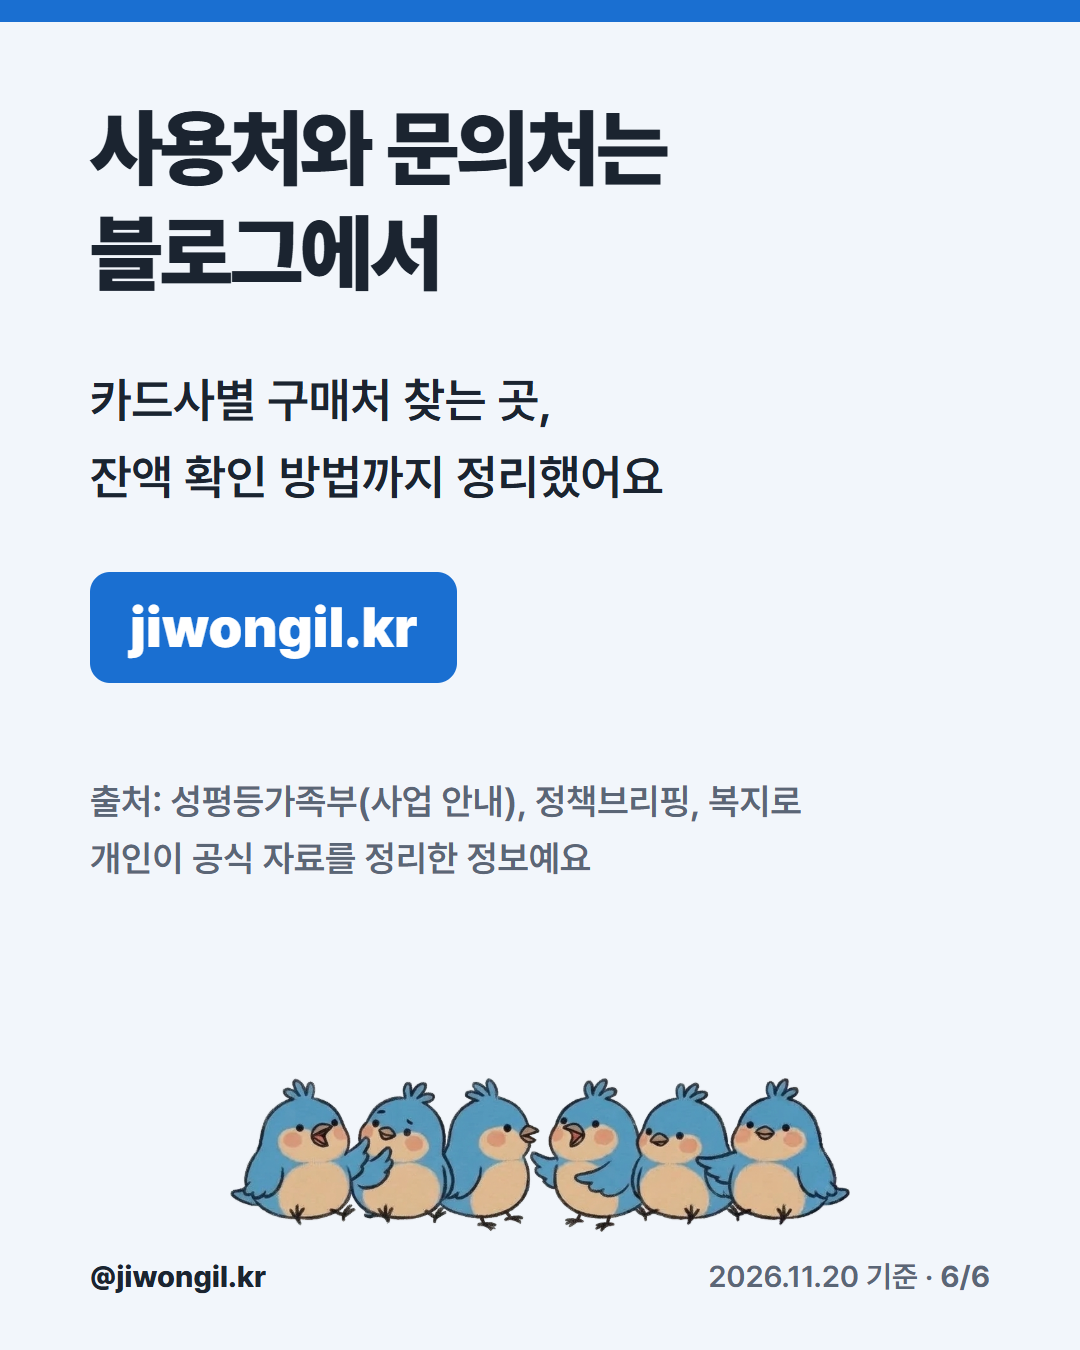 사용처와 문의처는
블로그에서
카드사별 구매처 찾는 곳,
잔액 확인 방법까지 정리했어요
jiwongil.kr
출처: 성평등가족부(사업 안내), 정책브리핑, 복지로
개인이 공식 자료를 정리한 정보예요
@jiwongil.kr
2026.11.20 기준 · 6/6